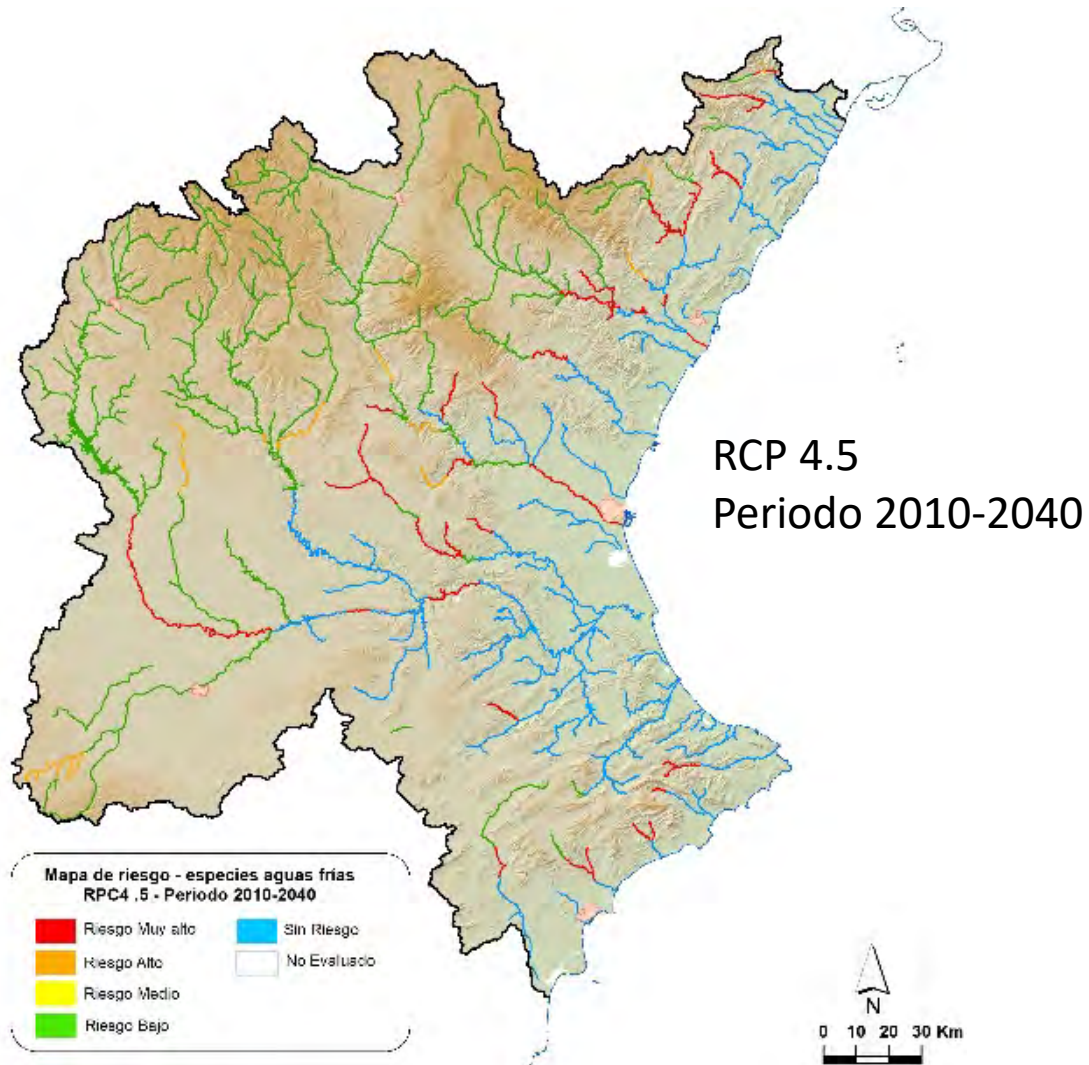 RCP 4.5
Periodo 2010-2040
Mapa de riesgo - especies aguas frías
RPC4 .5 - Periodo 2010-2040
Riesgo Muy alto
Sin Riesgo
Riesgo Alto
No Evaluado
Riesgo Medio
Riesgo Bajo
N
0 10 20 30 Km